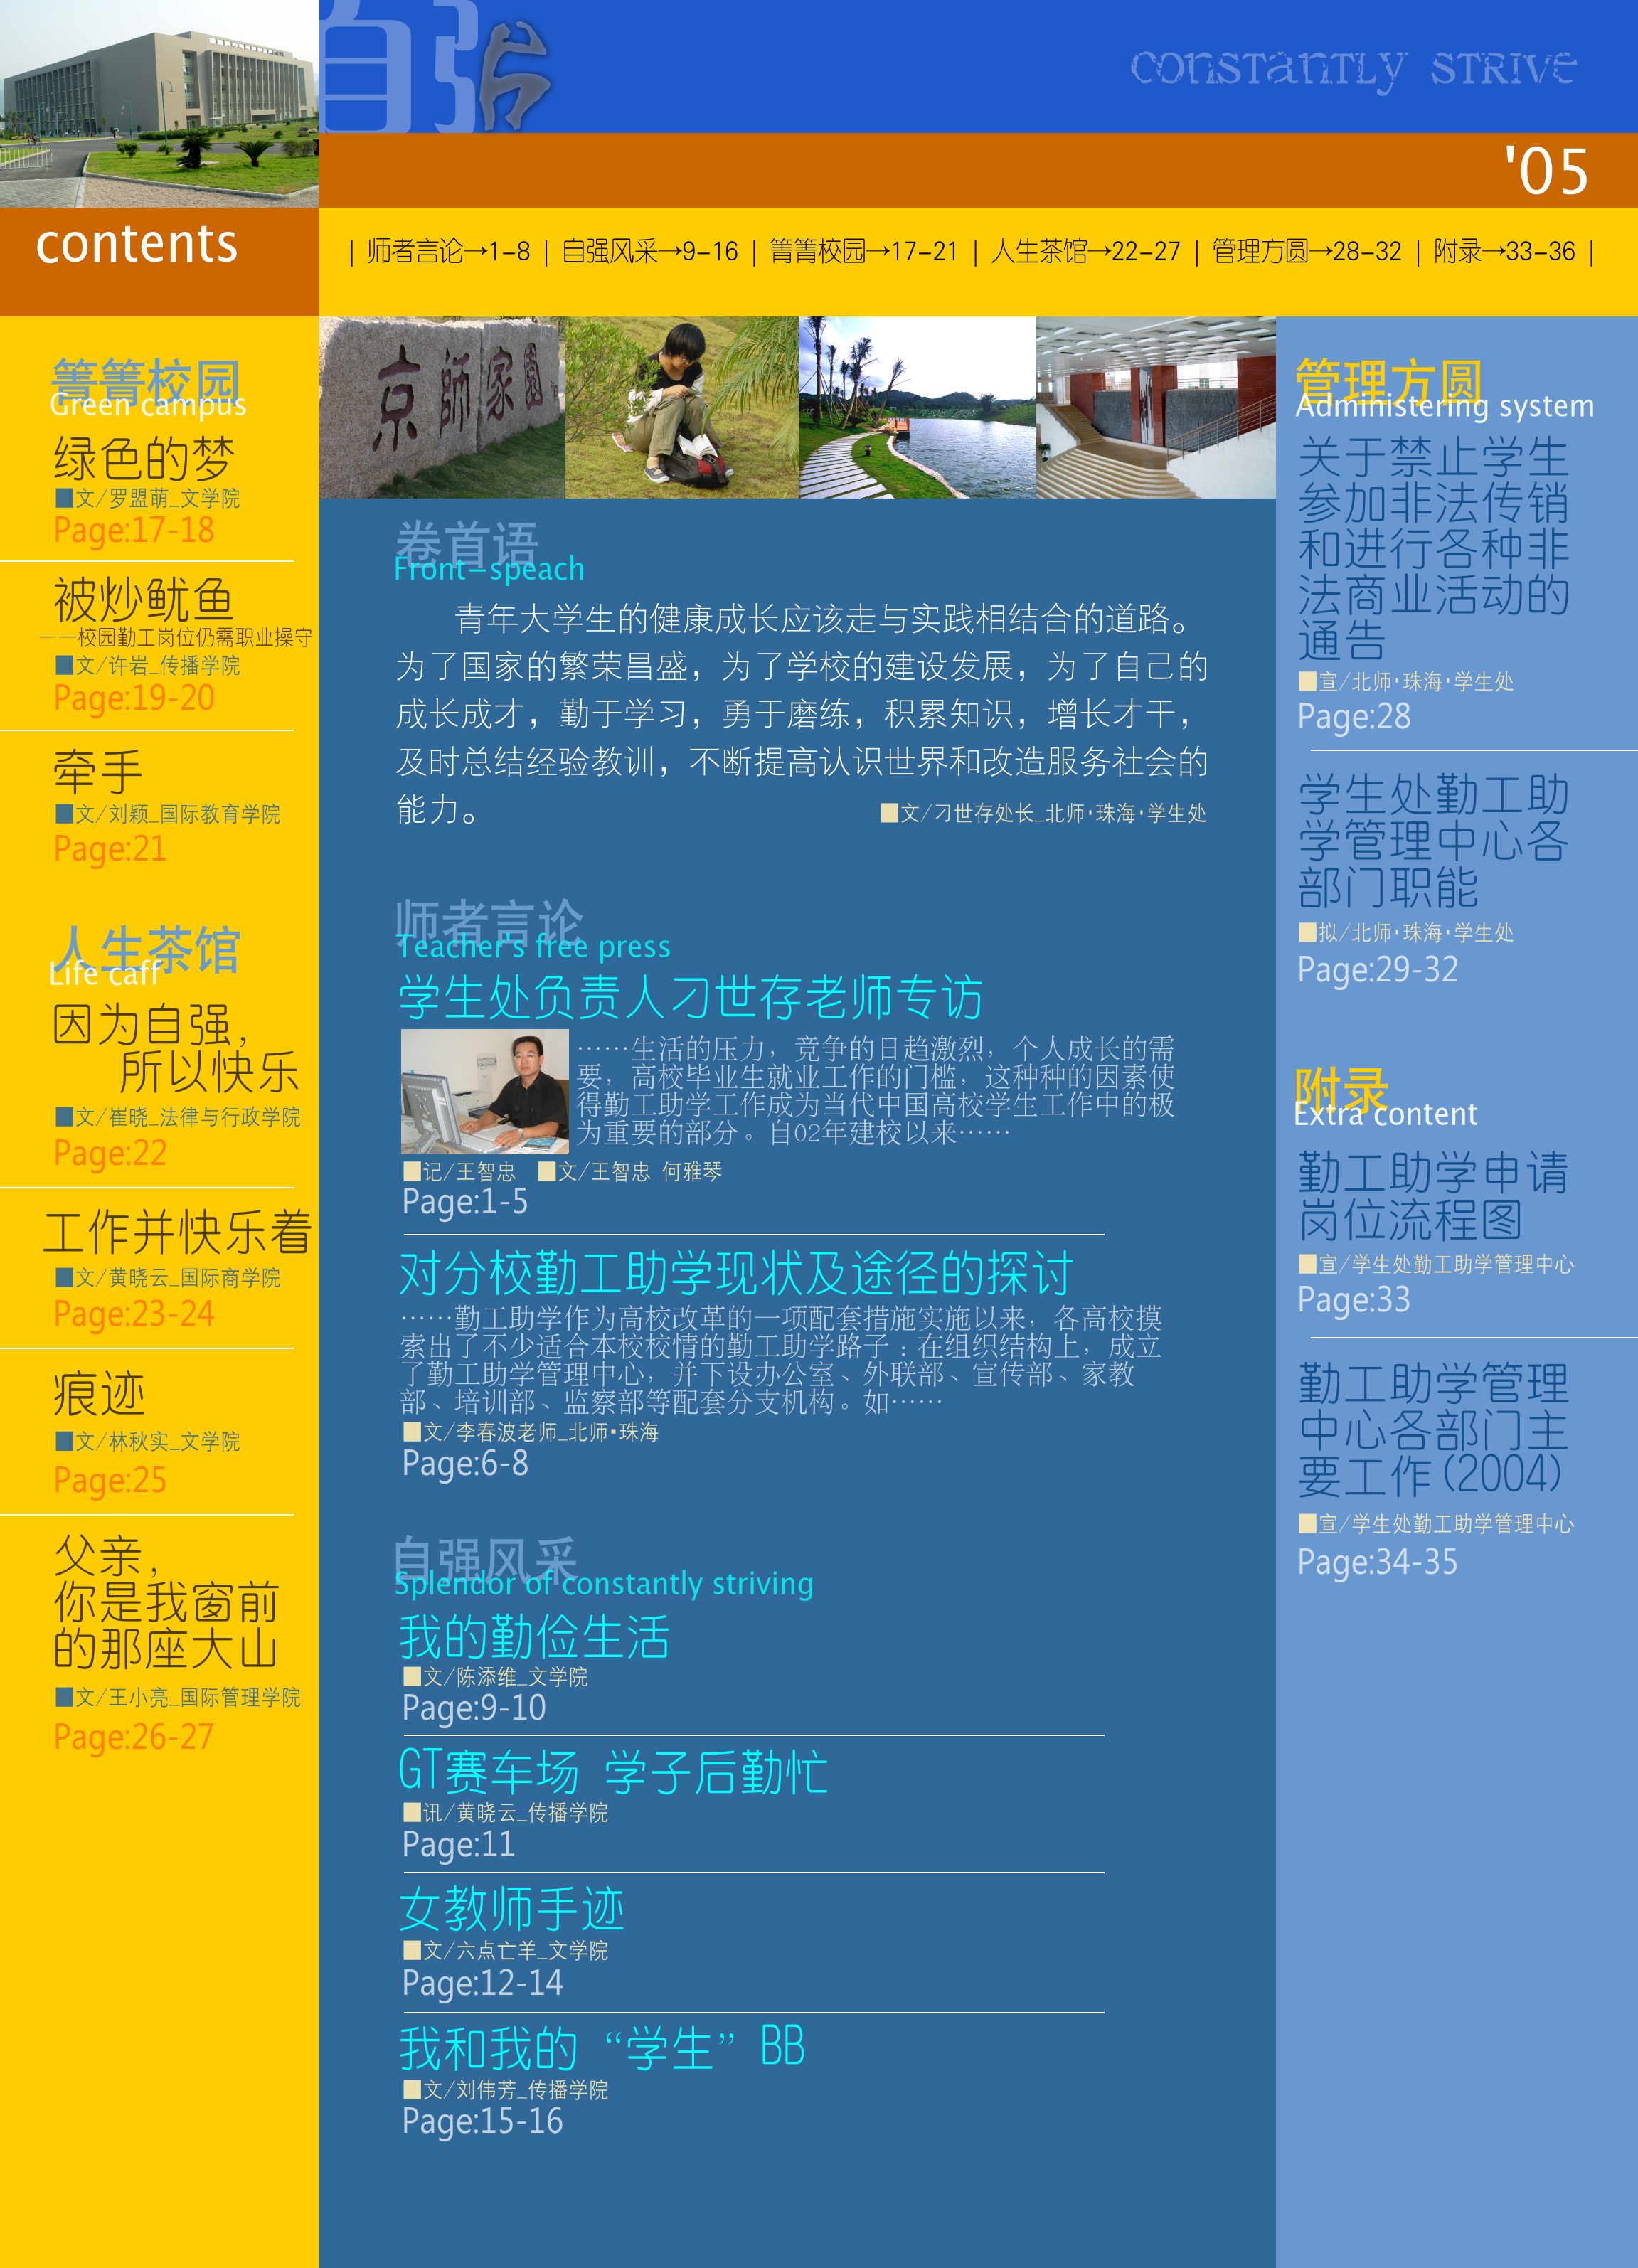 自强
constantly strive
'05
contents
| 师者言论→1-8 | 自强风采→9-16 | 箐箐校园→17-21 | 人生茶馆→22-27 | 管理方圆→28-32 | 附录→33-36 |
京师家园
箐箐校园
Green campus
绿色的梦
■文/罗盟萌_文学院
Page:17-18
被炒鱿鱼
——校园勤工岗位仍需职业操守
■文/许岩_传播学院
Page:19-20
牵手
■文/刘颖_国际教育学院
Page:21
人生茶馆
Life caff
因为自强，
所以快乐
■文/崔晓_法律与行政学院
Page:22
工作并快乐着
■文/黄晓云_国际商学院
Page:23-24
痕迹
■文/林秋实_文学院
Page:25
父亲，
你是我窗前
的那座大山
■文/王小亮_国际管理学院
Page:26-27
卷首语
Front-speach
青年大学生的健康成长应该走与实践相结合的道路。
为了国家的繁荣昌盛，为了学校的建设发展，为了自己的
成长成才，勤于学习，勇于磨练，积累知识，增长才干，
及时总结经验教训，不断提高认识世界和改造服务社会的
能力。
■文/刁世存处长_北师·珠海·学生处
师者言论
Teacher's free press
学生处负责人刁世存老师专访
……生活的压力，竞争的日趋激烈，个人成长的需
要，高校毕业生就业工作的门槛，这种种的因素使
得勤工助学工作成为当代中国高校学生工作中的极
为重要的部分。自02年建校以来……
■记/王智忠 ■文/王智忠 何雅琴
Page:1-5
对分校勤工助学现状及途径的探讨
……勤工助学作为高校改革的一项配套措施实施以来，各高校摸
索出了不少适合本校校情的勤工助学路子：在组织结构上，成立
了勤工助学管理中心，并下设办公室、外联部、宣传部、家教
部、培训部、监察部等配套分支机构。如……
■文/李春波老师_北师·珠海
Page:6-8
自强风采
Splendor of constantly striving
我的勤俭生活
■文/陈添维_文学院
Page:9-10
GT赛车场 学子后勤忙
■讯/黄晓云_传播学院
Page:11
女教师手迹
■文/六点亡羊_文学院
Page:12-14
我和我的“学生”BB
■文/刘伟芳_传播学院
Page:15-16
管理方圆
Administering system
关于禁止学生
参加非法传销
和进行各种非
法商业活动的
通告
■宣/北师·珠海·学生处
Page:28
学生处勤工助
学管理中心各
部门职能
■拟/北师·珠海·学生处
Page:29-32
附录
Extra content
勤工助学申请
岗位流程图
■宣/学生处勤工助学管理中心
Page:33
勤工助学管理
中心各部门主
要工作(2004)
■宣/学生处勤工助学管理中心
Page:34-35